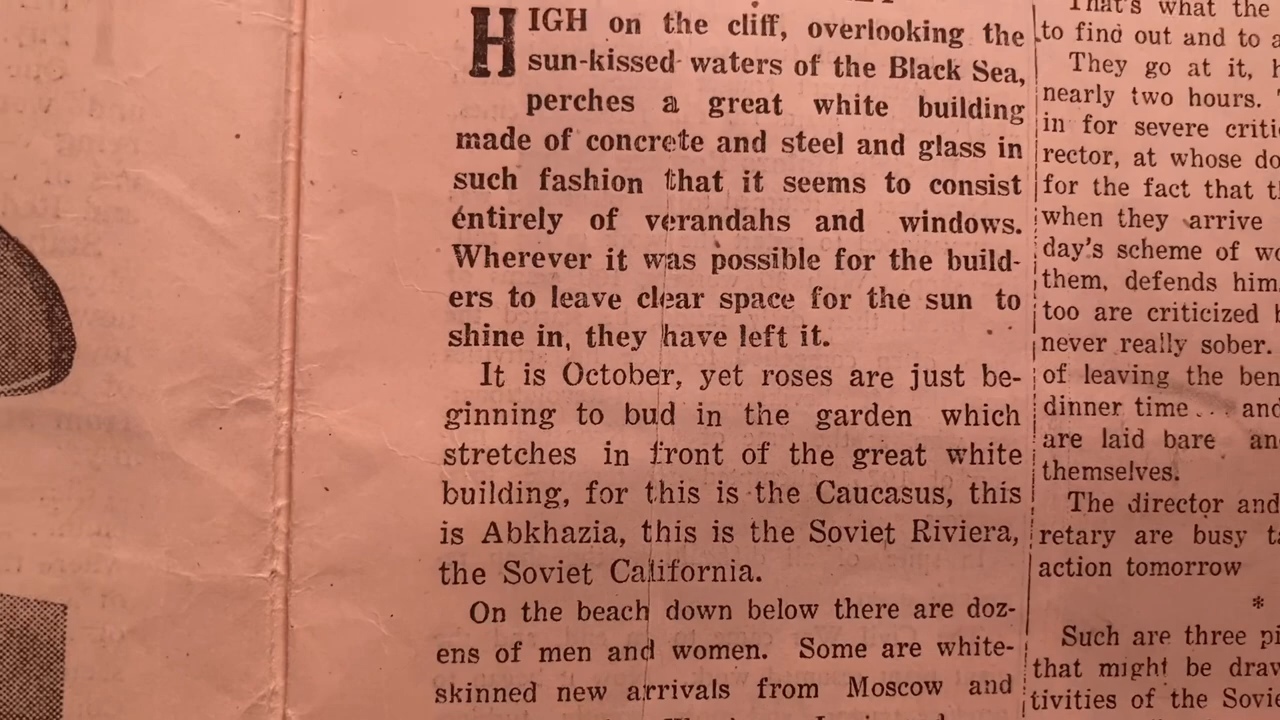 HIGH on the cliff, overlooking the
sun-kissed waters of the Black Sea,
perches a great white building
made of concrete and steel and glass in
such fashion that it seems to consist
entirely of verandahs and windows.
Wherever it was possible for the build-
ers to leave clear space for the sun to
shine in, they have left it.
It is October, yet roses are just be-
ginning to bud in the garden which
stretches in front of the great white
building, for this is the Caucasus, this
is Abkhazia, this is the Soviet Riviera,
the Soviet California.
On the beach down below there are doz-
ens of men and women. Some are white-
skinned new arrivals from Moscow and
That's what the
to find out and to
They go at it,
nearly two hours.
in for severe
rector, at whose
for the fact that
when they arrive
day's scheme of
them, defends him
too are criticized
never really sober.
of leaving the
dinner time... and
are laid bare
themselves.
The director and
retary are busy
action tomorrow
*
Such are three
that might be
tivities of the